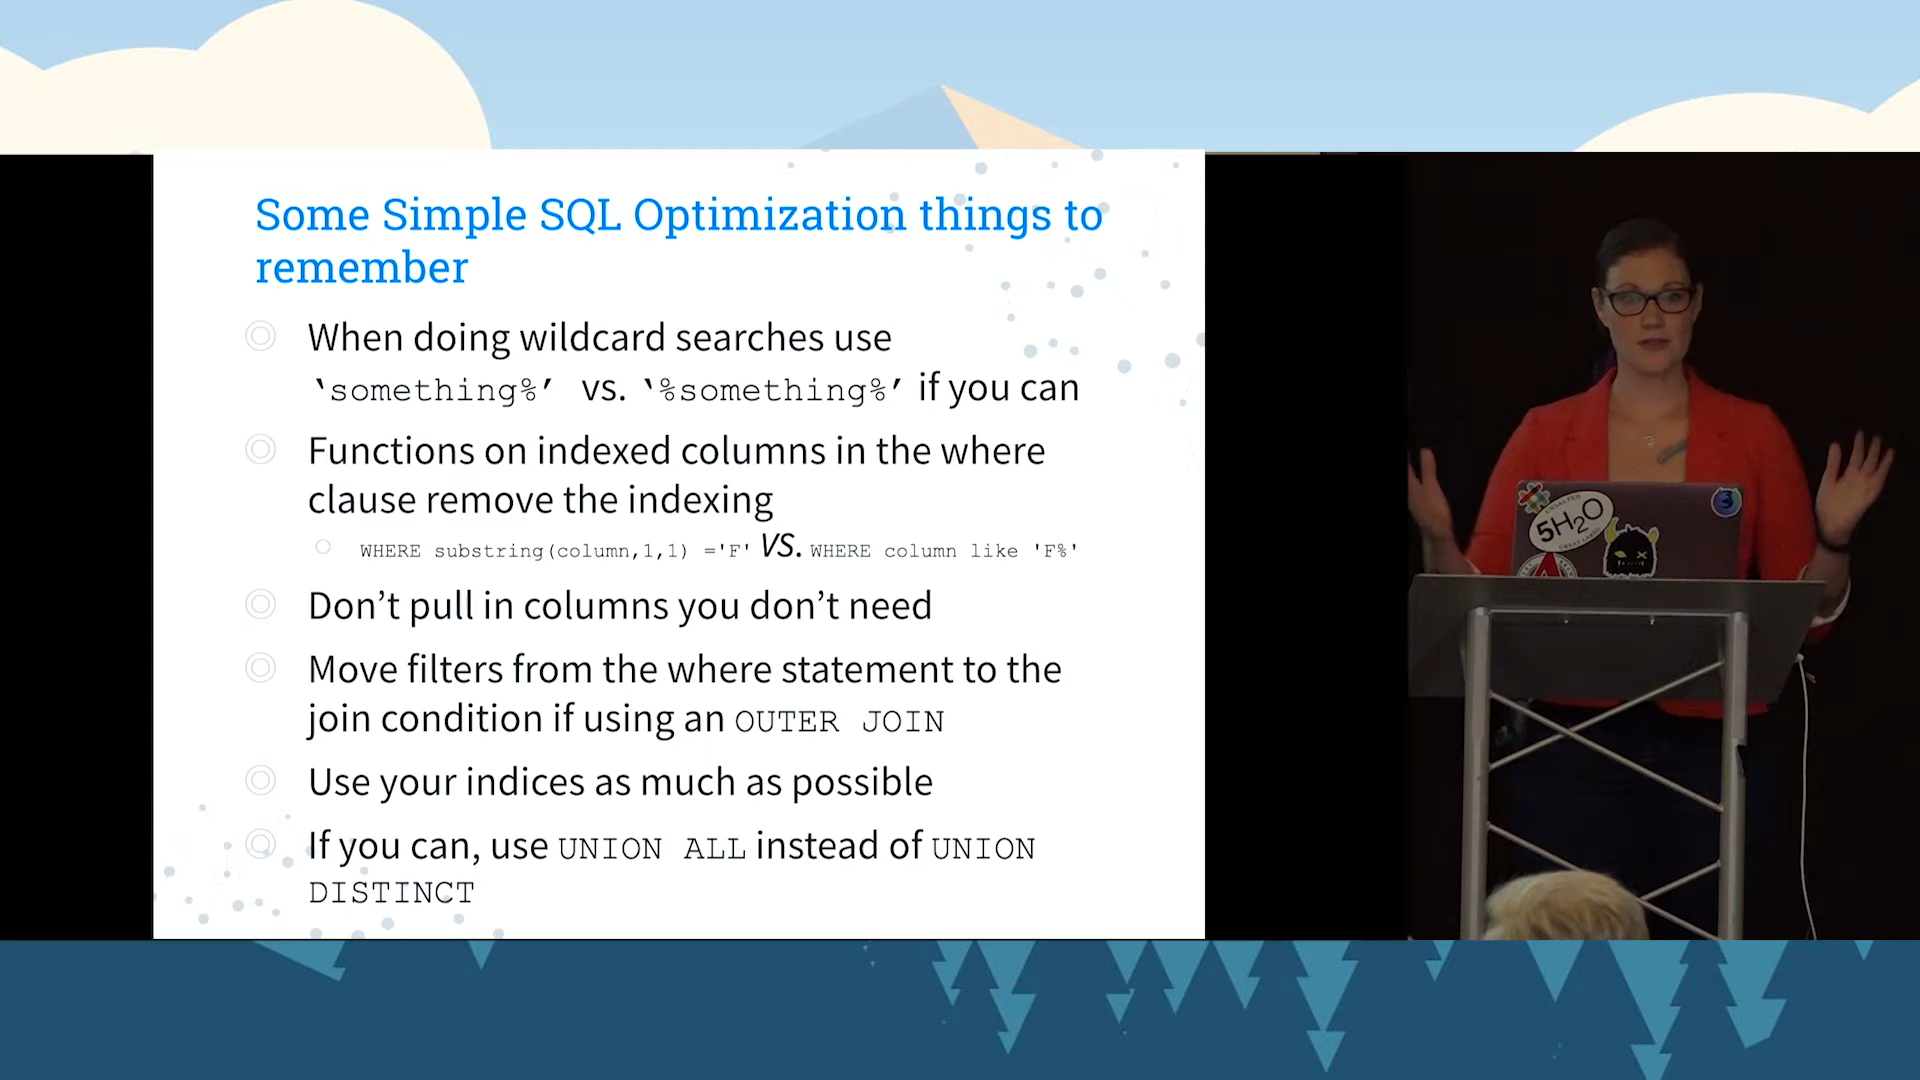 Some Simple SQL Optimization things to
remember
When doing wildcard searches use
‘something%’ vs. ‘%something%’ if you can
Functions on indexed columns in the where
clause remove the indexing
WHERE substring(column,1,1) ='F' VS. WHERE column like 'F%'
Don’t pull in columns you don’t need
Move filters from the where statement to the
join condition if using an OUTER JOIN
Use your indices as much as possible
If you can, use UNION ALL instead of UNION
DISTINCT
UNSALTED
5H2O
GREAT LAKES